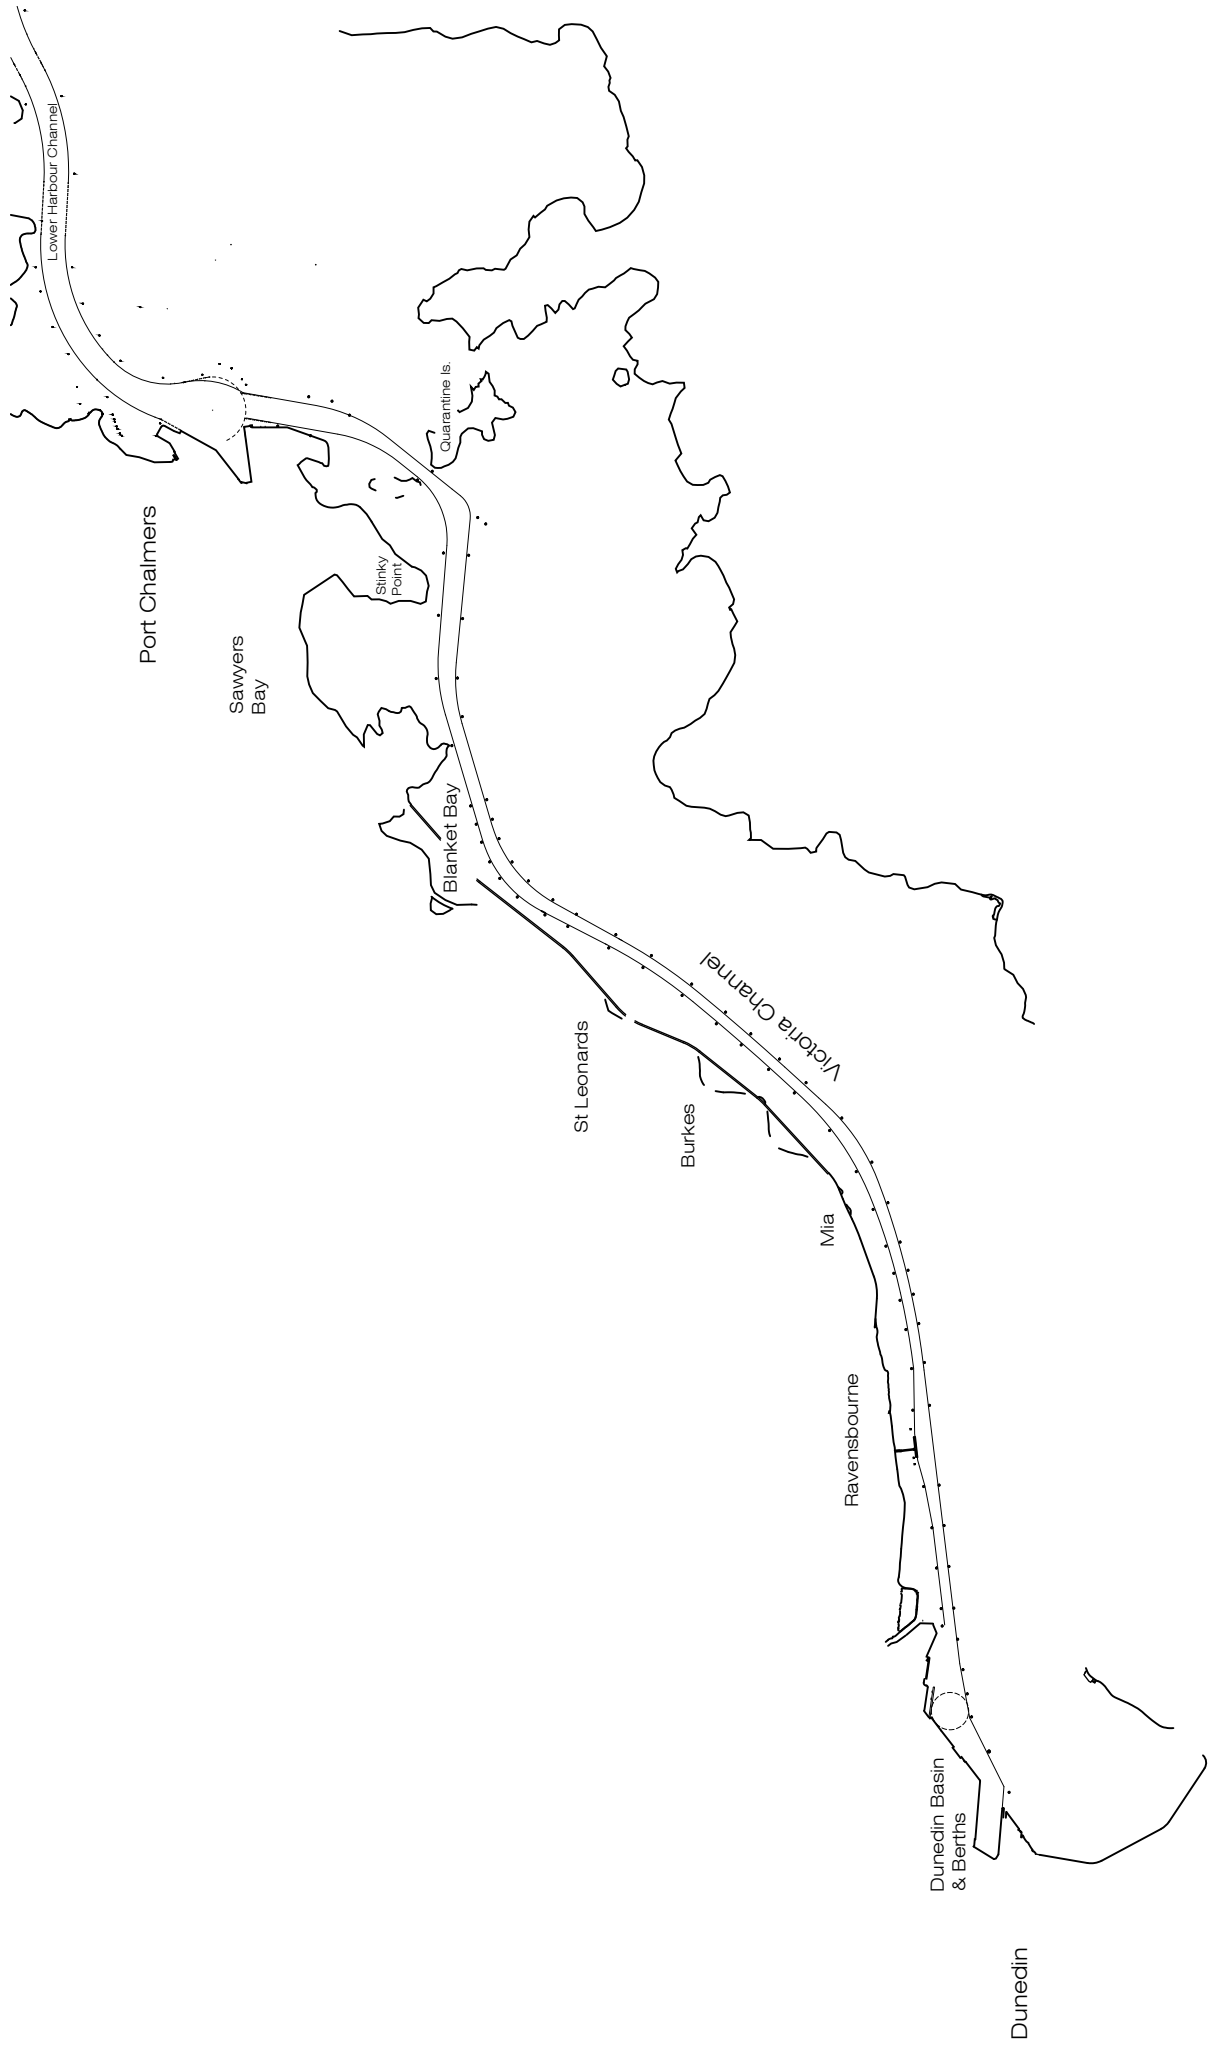 Lower Harbour Channel
Quarantine Is.
Port Chalmers
Stinky
Point
Sawyers
Bay
Blanket Bay
Victoria Channel
St Leonards
Burkes
Mia
Ravensbourne
Dunedin Basin
& Berths
Dunedin